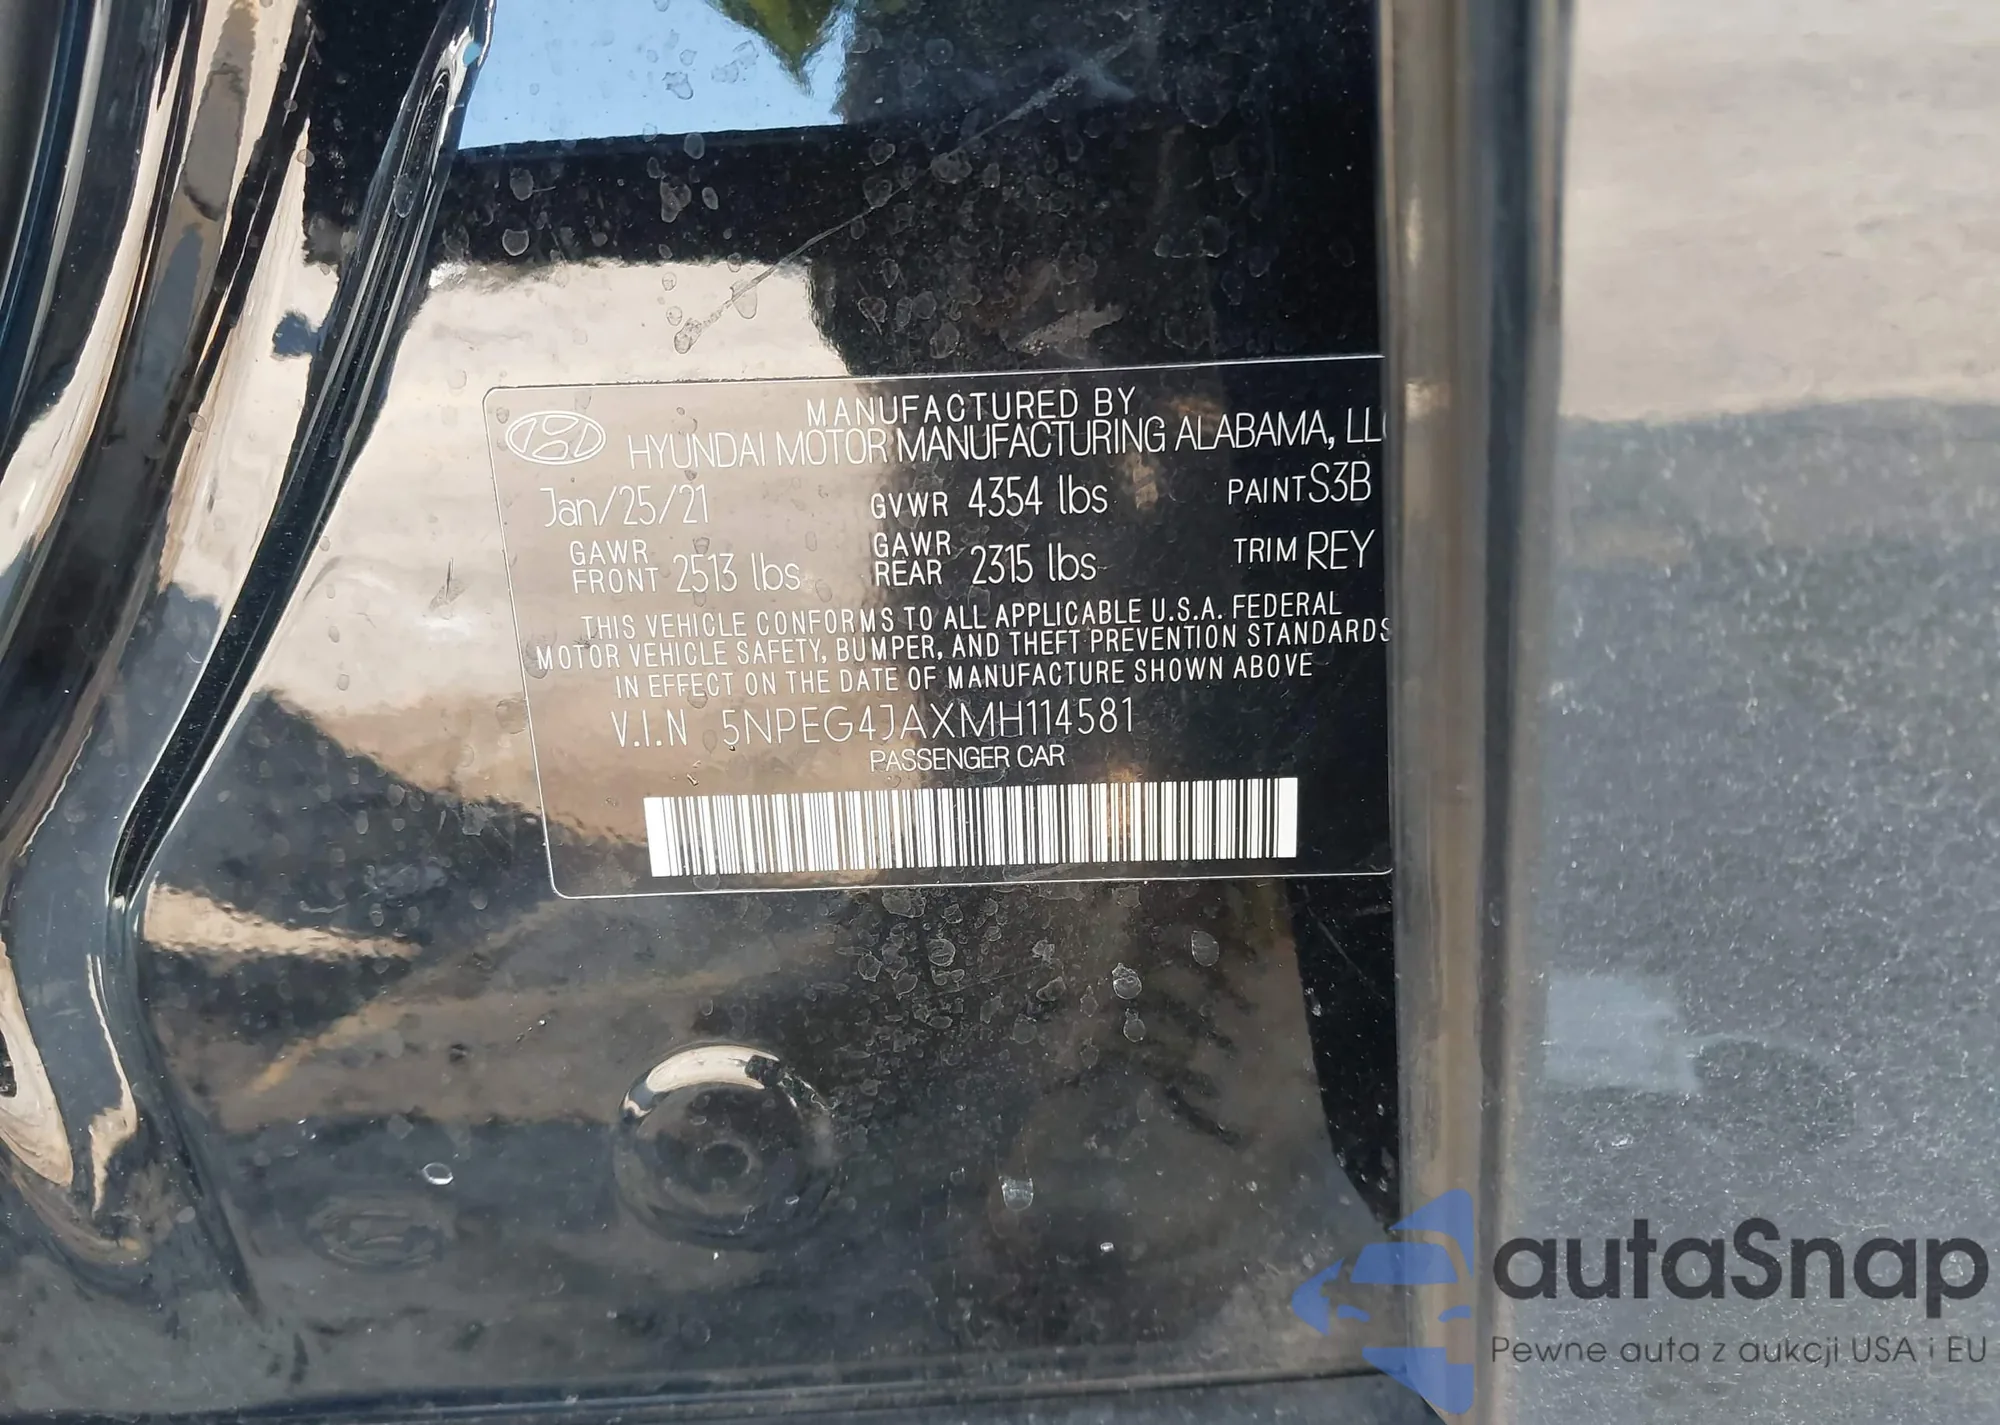 MANUFACTURED BY
HYUNDAI MOTOR MANUFACTURING ALABAMA, LLC
Jan/25/21 GVWR 4354 lbs PAINT S3B
GAWR FRONT 2513 lbs GAWR REAR 2315 lbs TRIM REY
THIS VEHICLE CONFORMS TO ALL APPLICABLE U.S.A. FEDERAL
MOTOR VEHICLE SAFETY, BUMPER, AND THEFT PREVENTION STANDARDS
IN EFFECT ON THE DATE OF MANUFACTURE SHOWN ABOVE
V.I.N 5NPEG4JAXMH114581
PASSENGER CAR
autaSnap
Pewne auta z aukcji USA i EU